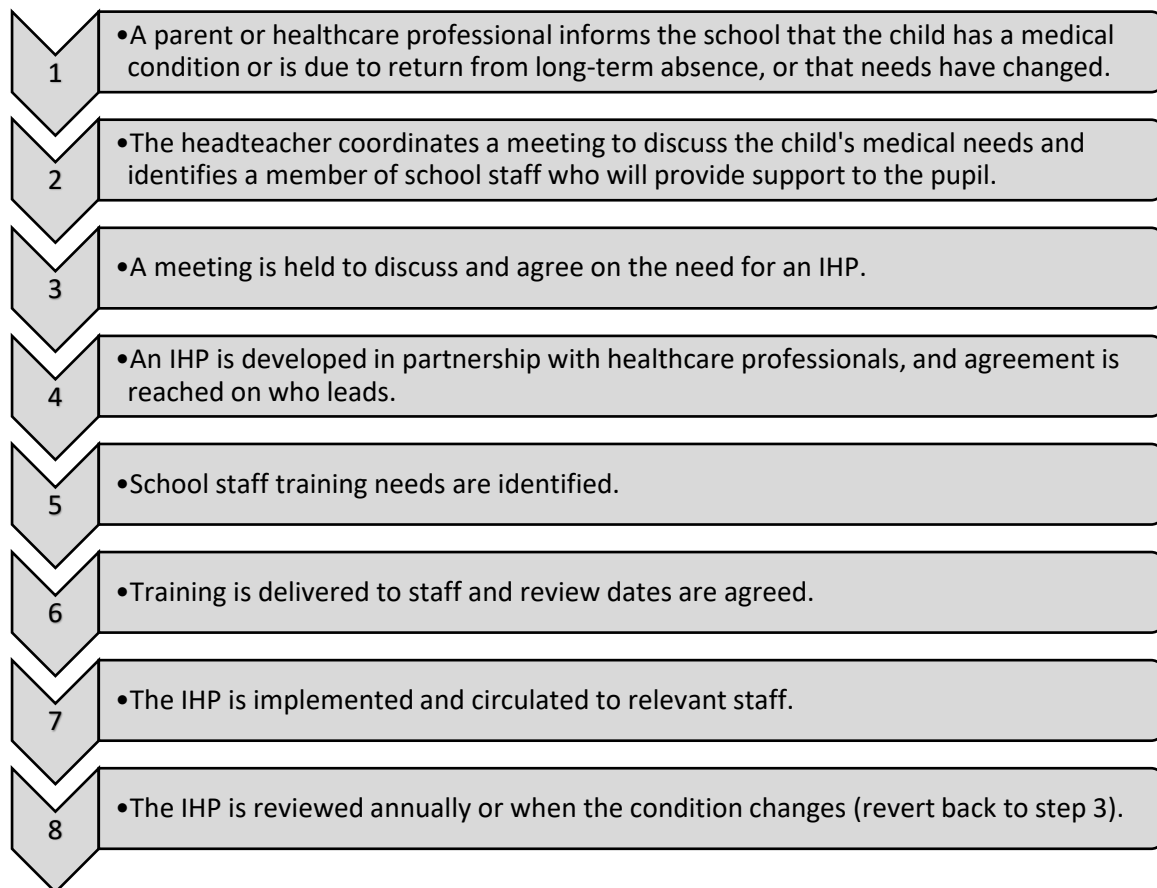 1
•A parent or healthcare professional informs the school that the child has a medical
condition or is due to return from long-term absence, or that needs have changed.
2
•The headteacher coordinates a meeting to discuss the child's medical needs and
identifies a member of school staff who will provide support to the pupil.
3
•A meeting is held to discuss and agree on the need for an IHP.
4
•An IHP is developed in partnership with healthcare professionals, and agreement is
reached on who leads.
5
•School staff training needs are identified.
6
•Training is delivered to staff and review dates are agreed.
7
•The IHP is implemented and circulated to relevant staff.
8
•The IHP is reviewed annually or when the condition changes (revert back to step 3).